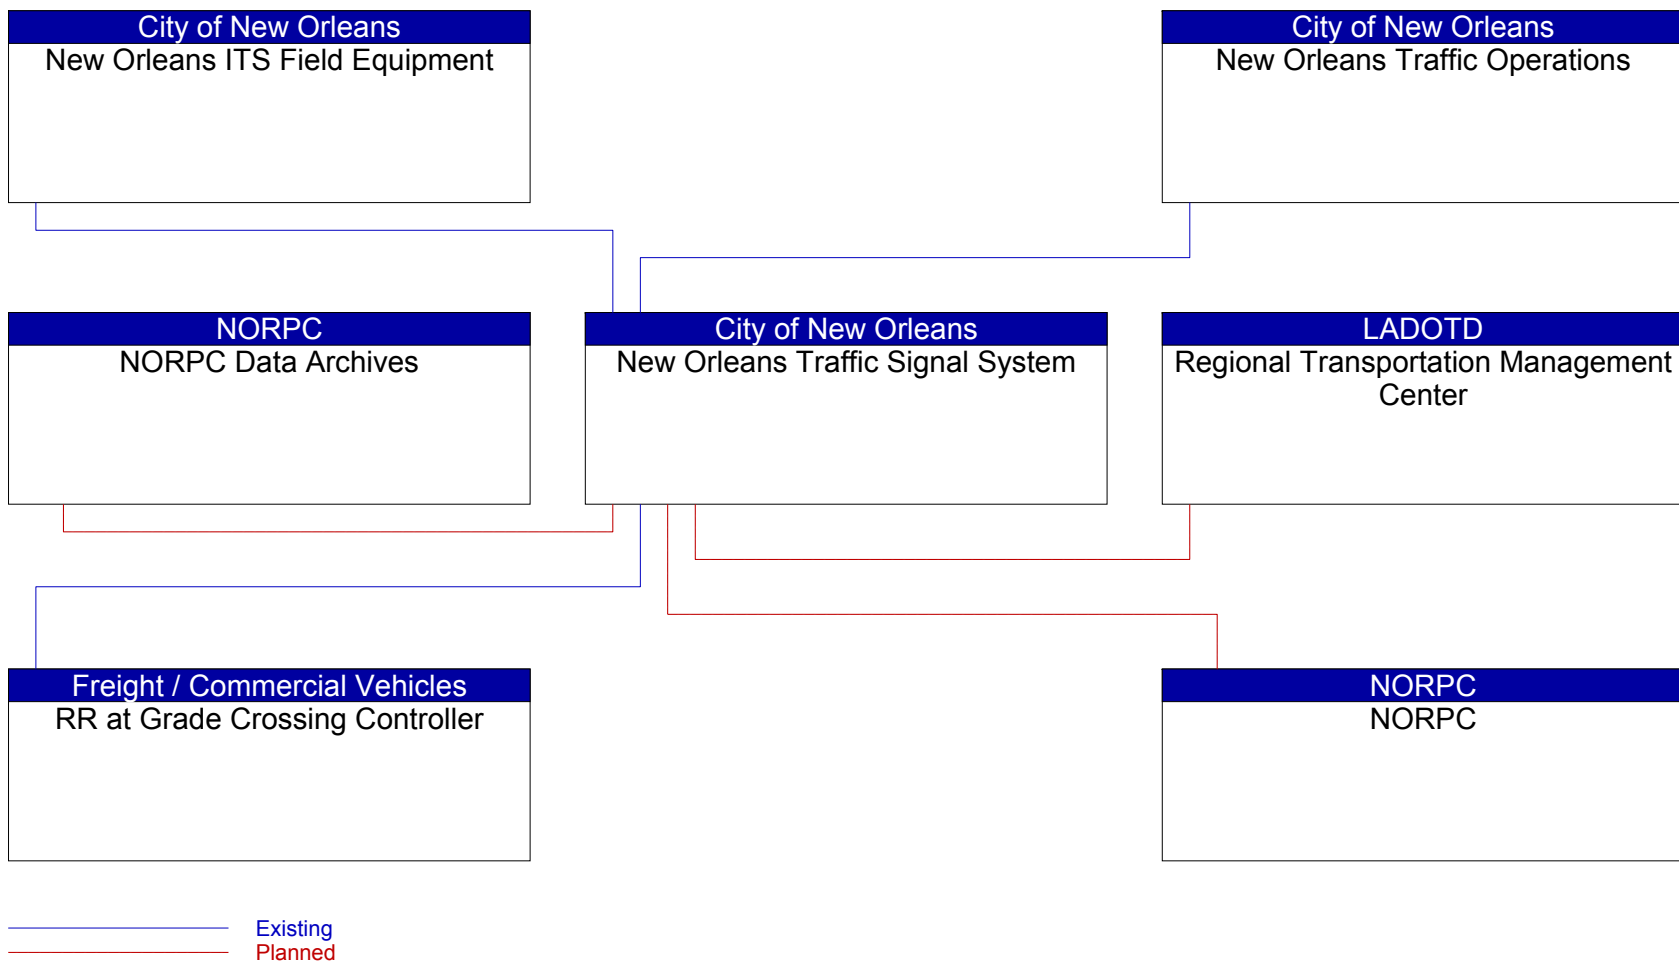 City of New Orleans
New Orleans ITS Field Equipment
City of New Orleans
New Orleans Traffic Operations
NORPC
NORPC Data Archives
City of New Orleans
New Orleans Traffic Signal System
LADOTD
Regional Transportation Management
Center
Freight / Commercial Vehicles
RR at Grade Crossing Controller
NORPC
NORPC
Existing
Planned